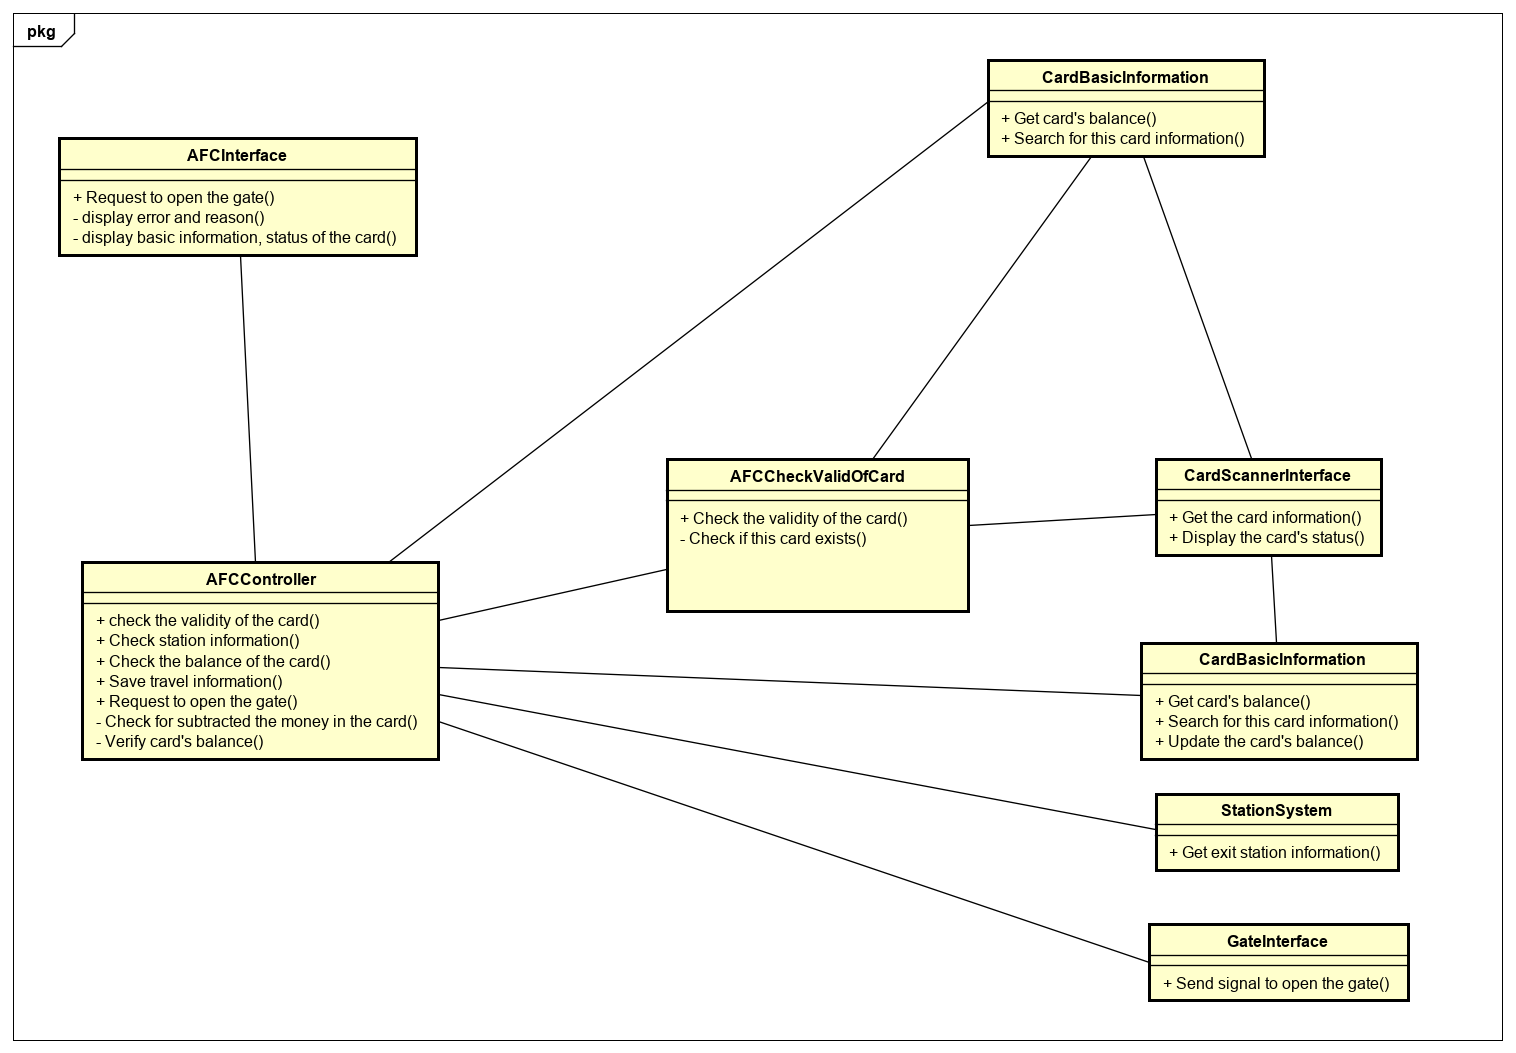 pkg
CardBasicInformation
+ Get card's balance()
+ Search for this card information()
AFCInterface
+ Request to open the gate()
- display error and reason()
- display basic information, status of the card()
AFCCheckValidOfCard
+ Check the validity of the card()
- Check if this card exists()
CardScannerInterface
+ Get the card information()
+ Display the card's status()
AFCController
+ check the validity of the card()
+ Check station information()
+ Check the balance of the card()
+ Save travel information()
+ Request to open the gate()
- Check for subtracted the money in the card()
- Verify card's balance()
CardBasicInformation
+ Get card's balance()
+ Search for this card information()
+ Update the card's balance()
StationSystem
+ Get exit station information()
GateInterface
+ Send signal to open the gate()